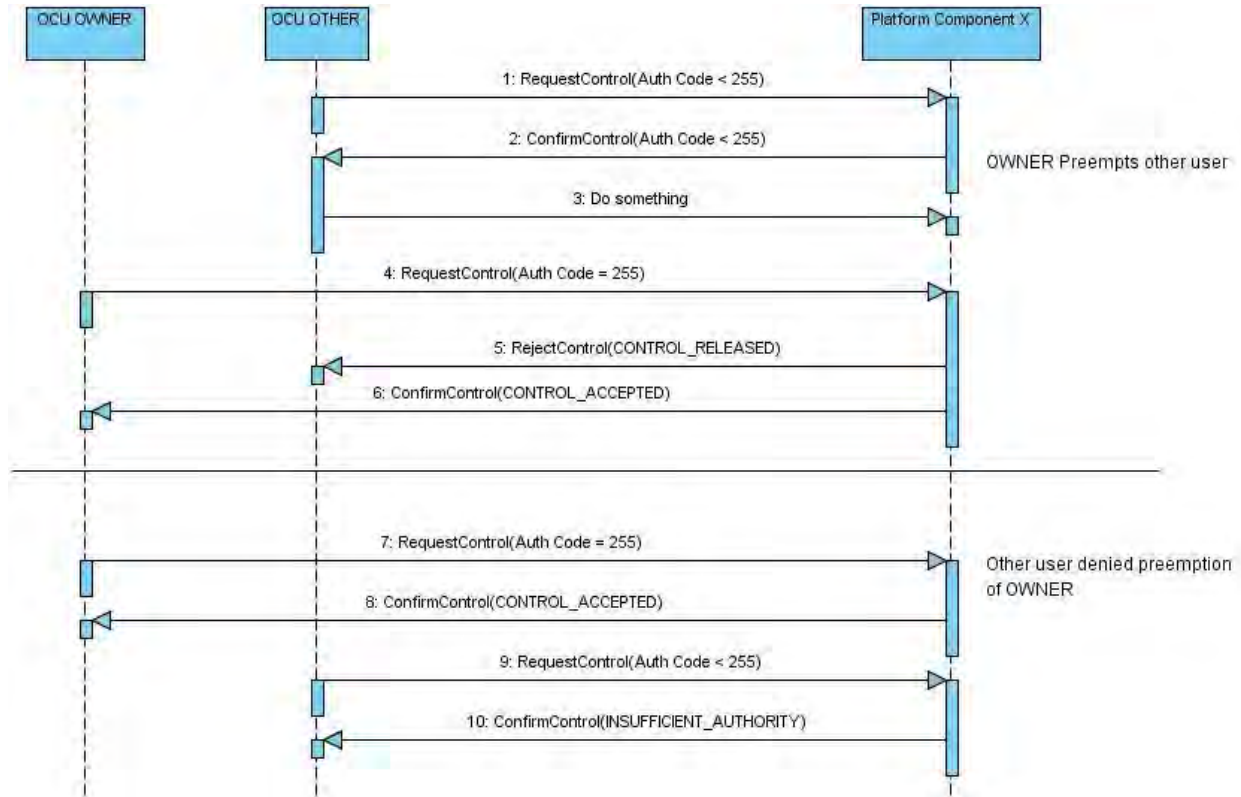 OCU OWNER
OCU OTHER
Platform Component X
1: RequestControl(Auth Code < 255)
2: ConfirmControl(Auth Code < 255)
OWNER Preempts other user
3: Do something
4: RequestControl(Auth Code = 255)
5: RejectControl(CONTROL_RELEASED)
6: ConfirmControl(CONTROL_ACCEPTED)
7: RequestControl(Auth Code = 255)
Other user denied preemption
of OWNER
8: ConfirmControl(CONTROL_ACCEPTED)
9: RequestControl(Auth Code < 255)
10: ConfirmControl(INSUFFICIENT_AUTHORITY)